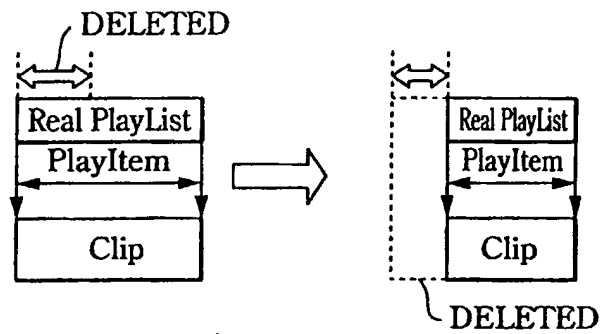 DELETED
Real PlayList
PlayItem
Clip
Real PlayList
PlayItem
Clip
DELETED